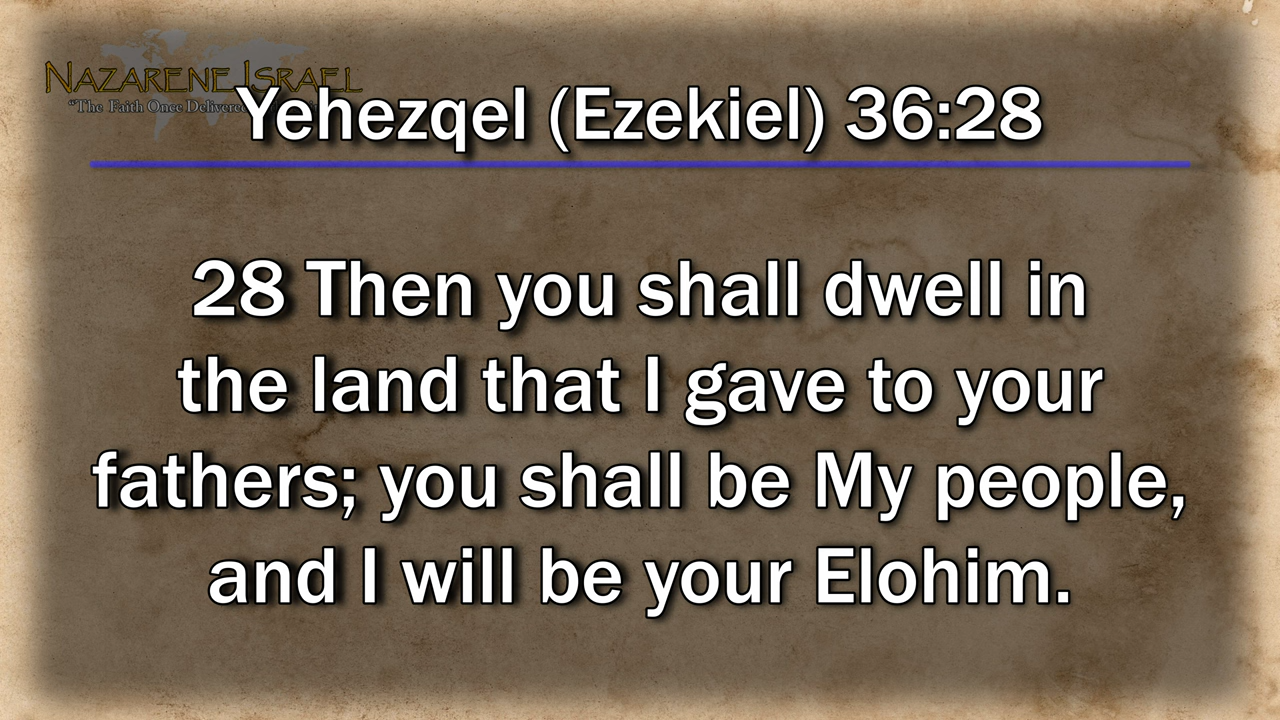 NAZARENE ISRAEL
"The Faith Once Delivered
Yehezqel (Ezekiel) 36:28
28 Then you shall dwell in
the land that I gave to your
fathers; you shall be My people,
and I will be your Elohim.